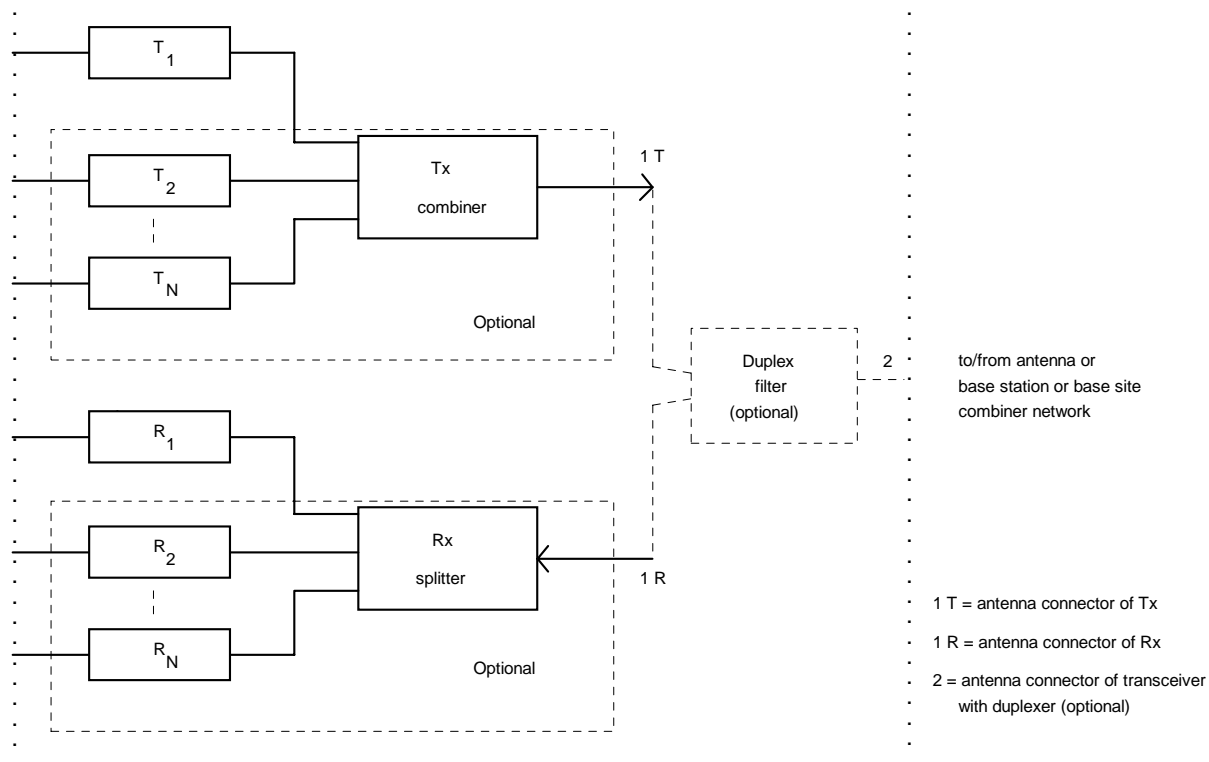 T1
1 T
T2
Tx
combiner
TN
Optional
Duplex
filter
(optional)
2
to/from antenna or
base station or base site
combiner network
R1
R2
Rx
splitter
1 R
RN
Optional
1 T = antenna connector of Tx
1 R = antenna connector of Rx
2 = antenna connector of transceiver
with duplexer (optional)